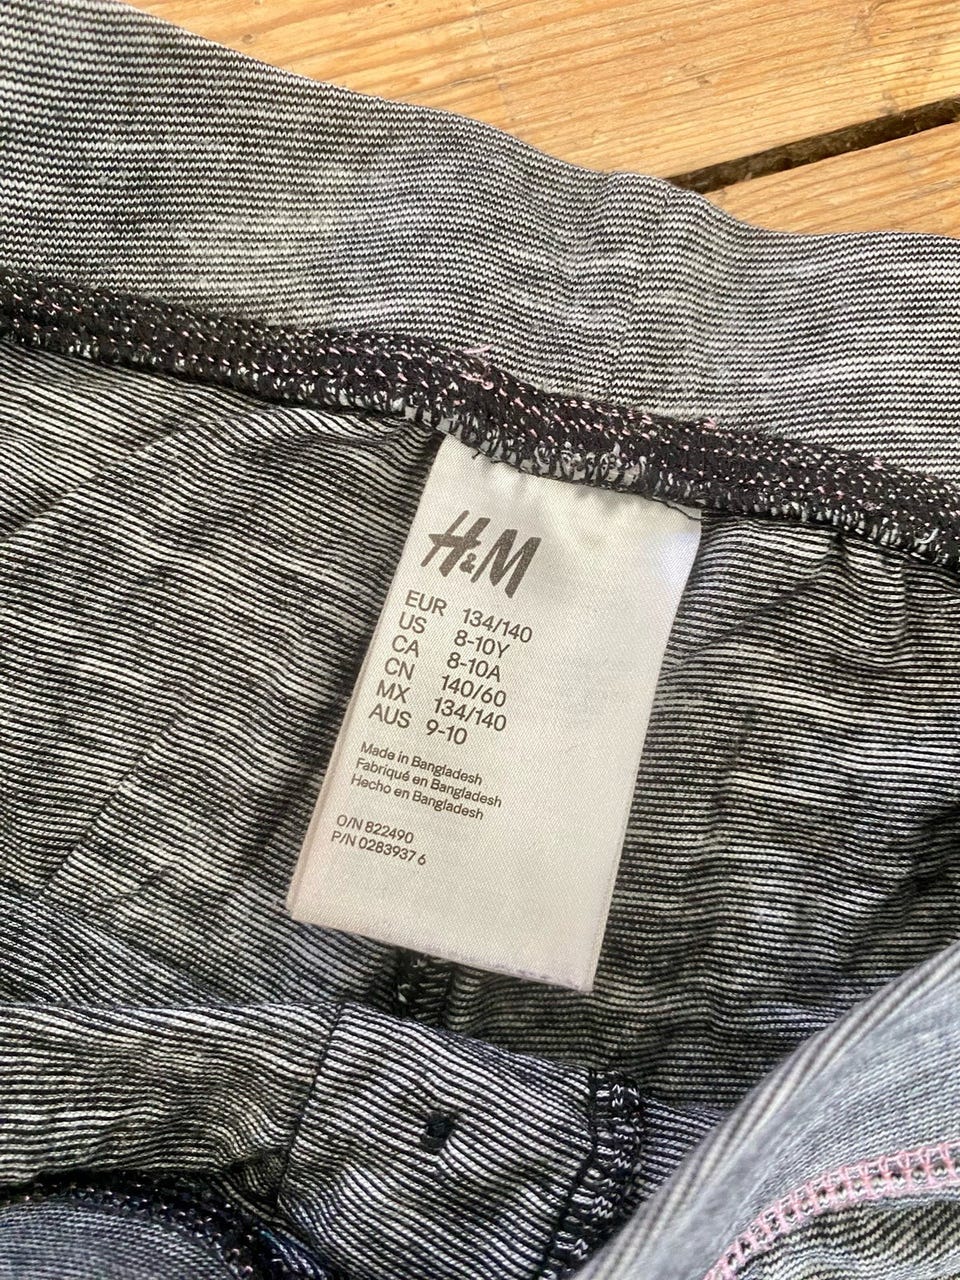 H&M
EUR 134/140
US 8-10Y
CA 8-10A
CN 140/60
MX 134/140
AUS 9-10
Made in Bangladesh
Fabriqué en Bangladesh
Hecho en Bangladesh
O/N 822490
P/N 0283937 6